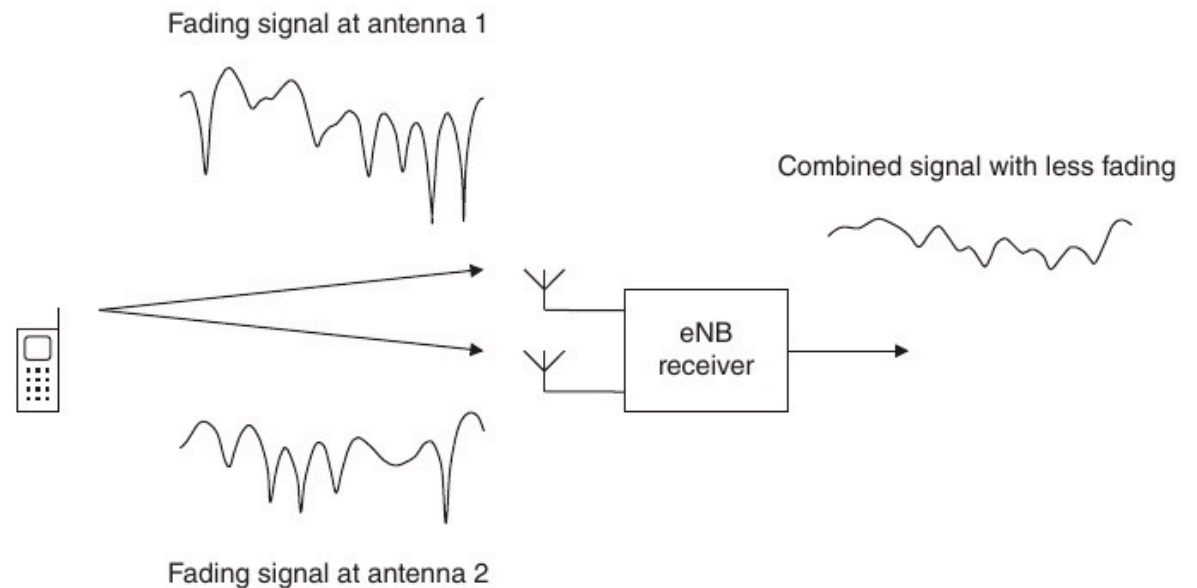 Fading signal at antenna 1
Combined signal with less fading
eNB
receiver
Fading signal at antenna 2